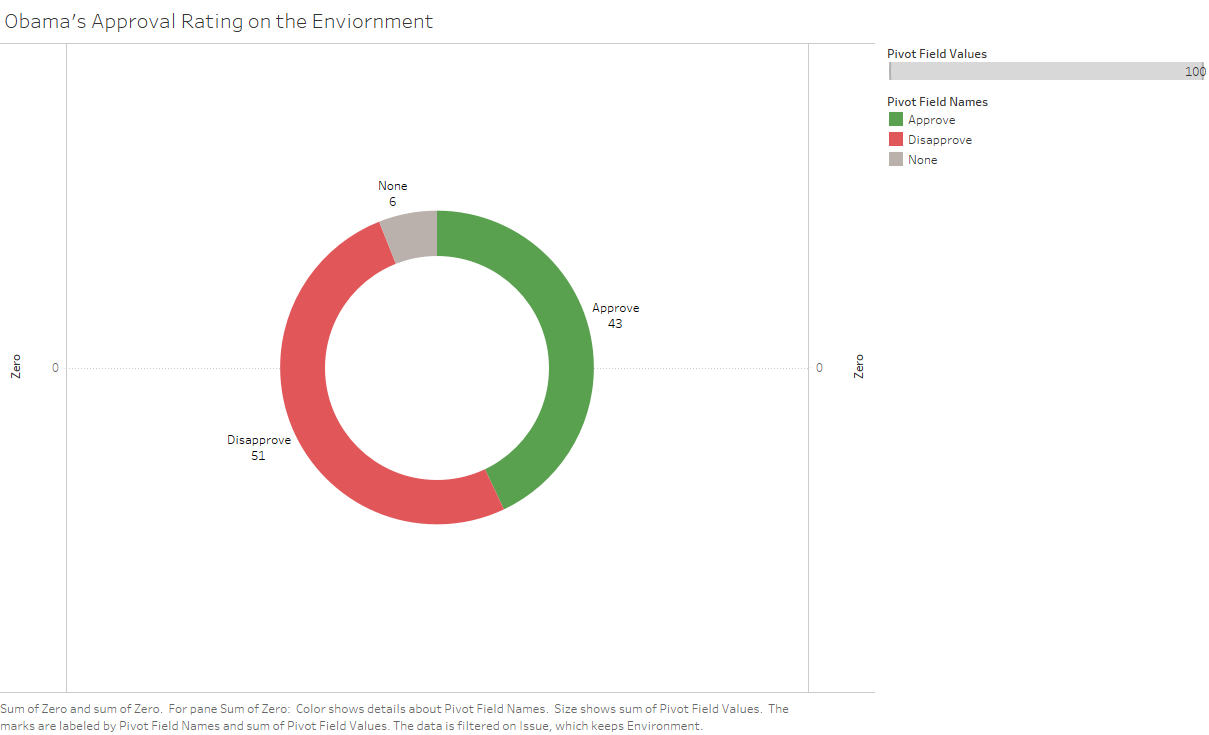 Obama's Approval Rating on the Enviornment
Pivot Field Values
100
Pivot Field Names
Approve
Disapprove
None
None
6
Approve
43
Zero
0
0
Zero
Disapprove
51
Sum of Zero and sum of Zero.  For pane Sum of Zero:  Color shows details about Pivot Field Names.  Size shows sum of Pivot Field Values.  The
marks are labeled by Pivot Field Names and sum of Pivot Field Values. The data is filtered on Issue, which keeps Environment.